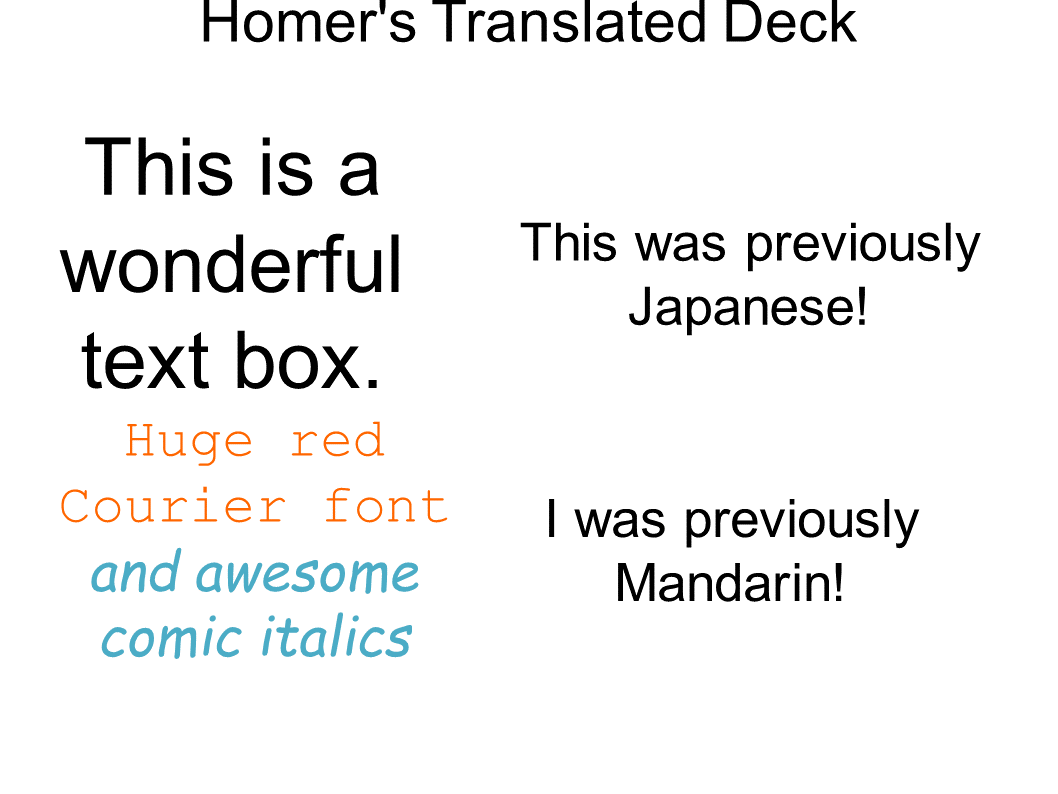 Homer's Translated Deck
This is a
wonderful
text box.
Huge red
Courier font
and awesome
comic italics
This was previously
Japanese!
I was previously
Mandarin!